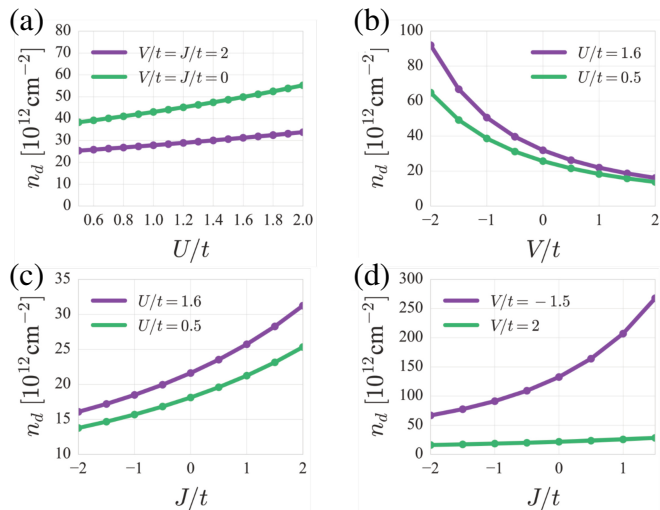 (a)
80
70
60
50
40
30
20
10
0
n_d [10^12 cm^−2]
V/t = J/t = 2
V/t = J/t = 0
0.6 0.8 1.0 1.2 1.4 1.6 1.8 2.0
U/t
(b)
100
80
60
40
20
0
n_d [10^12 cm^−2]
U/t = 1.6
U/t = 0.5
−2 −1 0 1 2
V/t
(c)
35
30
25
20
15
10
n_d [10^12 cm^−2]
U/t = 1.6
U/t = 0.5
−2 −1 0 1 2
J/t
(d)
300
250
200
150
100
50
0
n_d [10^12 cm^−2]
V/t = −1.5
V/t = 2
−2 −1 0 1
J/t